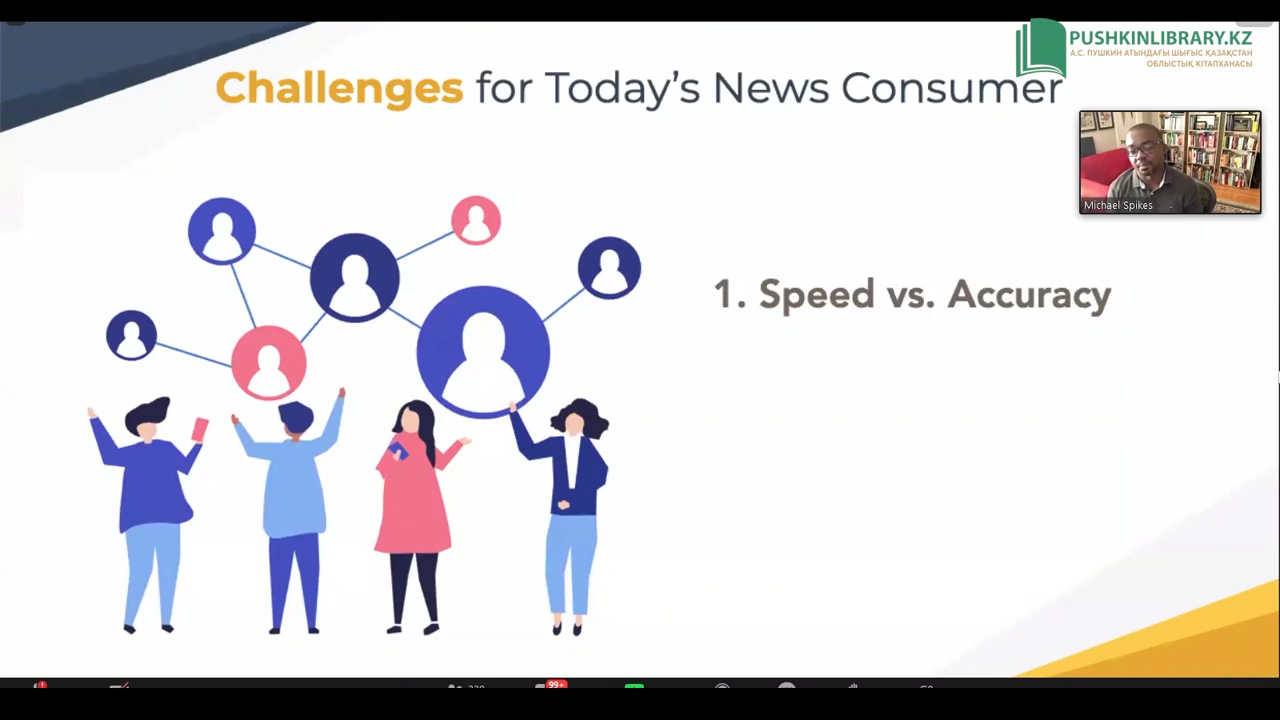 PUSHKINLIBRARY.KZ
А.С. ПУШКИН АТЫНДАҒЫ ШЫҒЫС ҚАЗАҚСТАН
ОБЛЫСТЫҚ КІТАПХАНАСЫ
Challenges for Today's News Consumer
Michael Spikes
1. Speed vs. Accuracy
99+